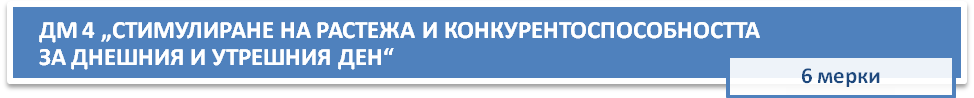 ДМ 4 „СТИМУЛИРАНЕ НА РАСТЕЖА И КОНКУРЕНТОСПОСОБНОСТТА
ЗА ДНЕШНИЯ И УТРЕШНИЯ ДЕН“
6 мерки